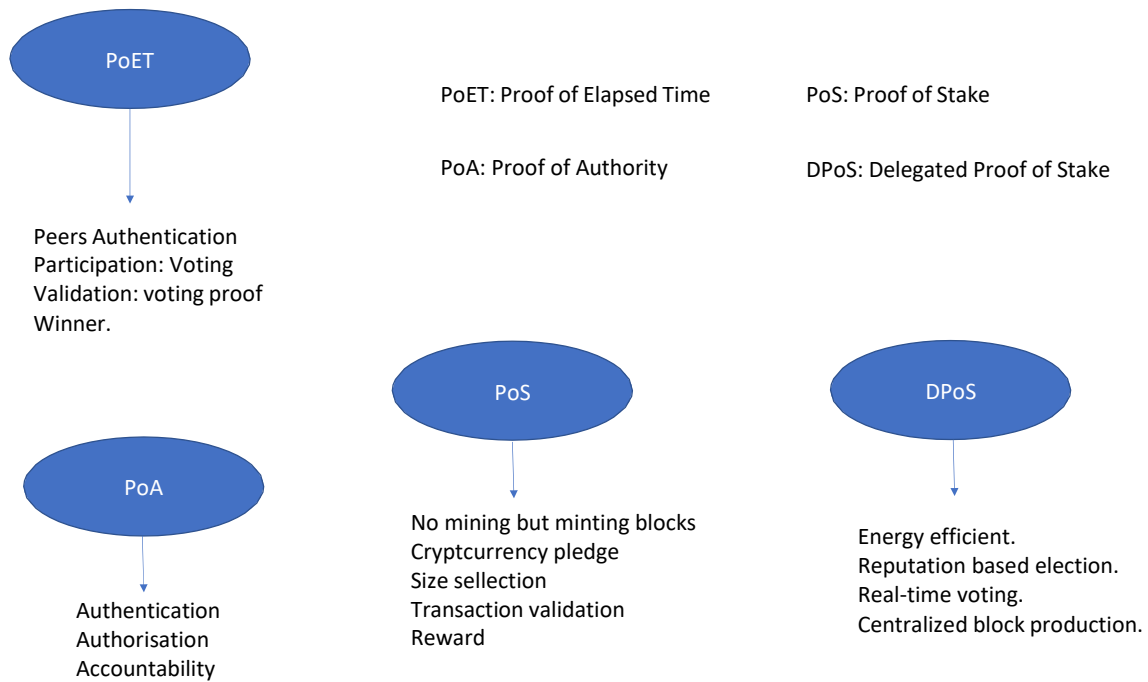 PoET
PoET: Proof of Elapsed Time
PoS: Proof of Stake
PoA: Proof of Authority
DPoS: Delegated Proof of Stake
Peers Authentication
Participation: Voting
Validation: voting proof
Winner.
PoS
DPoS
PoA
No mining but minting blocks
Cryptcurrency pledge
Size sellection
Transaction validation
Reward
Energy efficient.
Reputation based election.
Real-time voting.
Centralized block production.
Authentication
Authorisation
Accountability